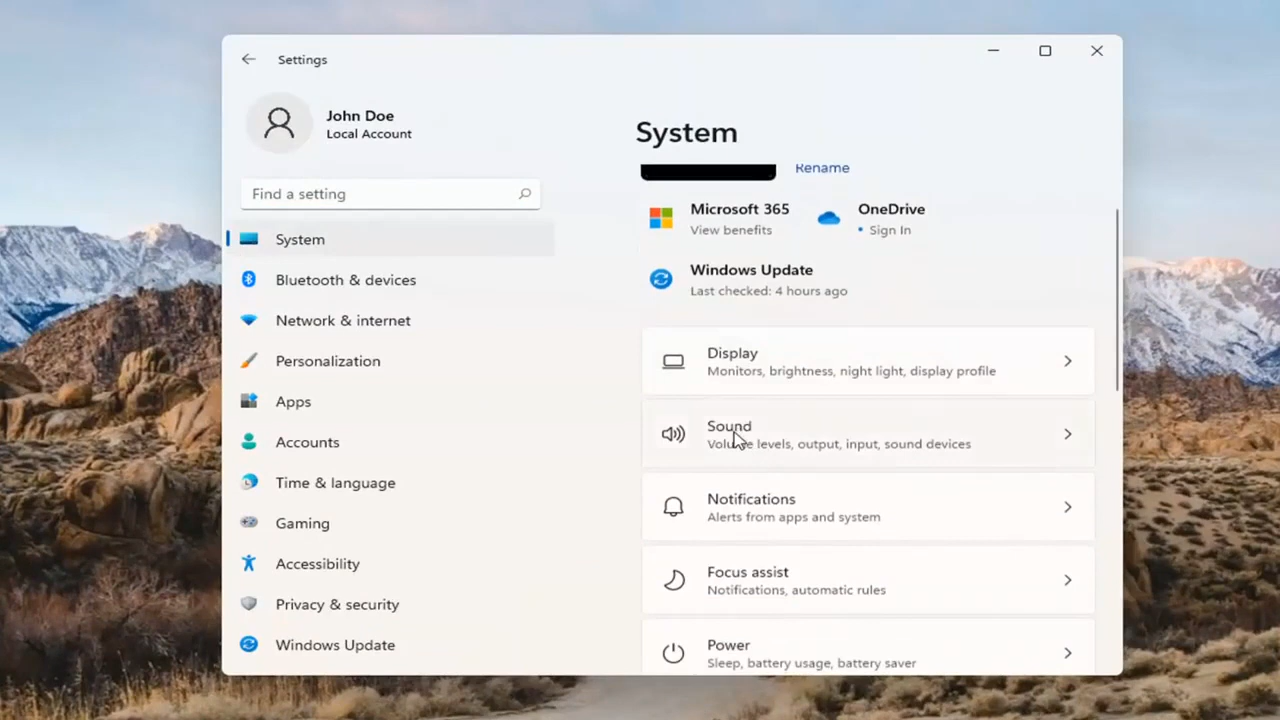 Settings
John Doe
Local Account
Find a setting
System
Bluetooth & devices
Network & internet
Personalization
Apps
Accounts
Time & language
Gaming
Accessibility
Privacy & security
Windows Update
System
Rename
Microsoft 365
View benefits
OneDrive
• Sign In
Windows Update
Last checked: 4 hours ago
Display
Monitors, brightness, night light, display profile
Sound
Volume levels, output, input, sound devices
Notifications
Alerts from apps and system
Focus assist
Notifications, automatic rules
Power
Sleep, battery usage, battery saver